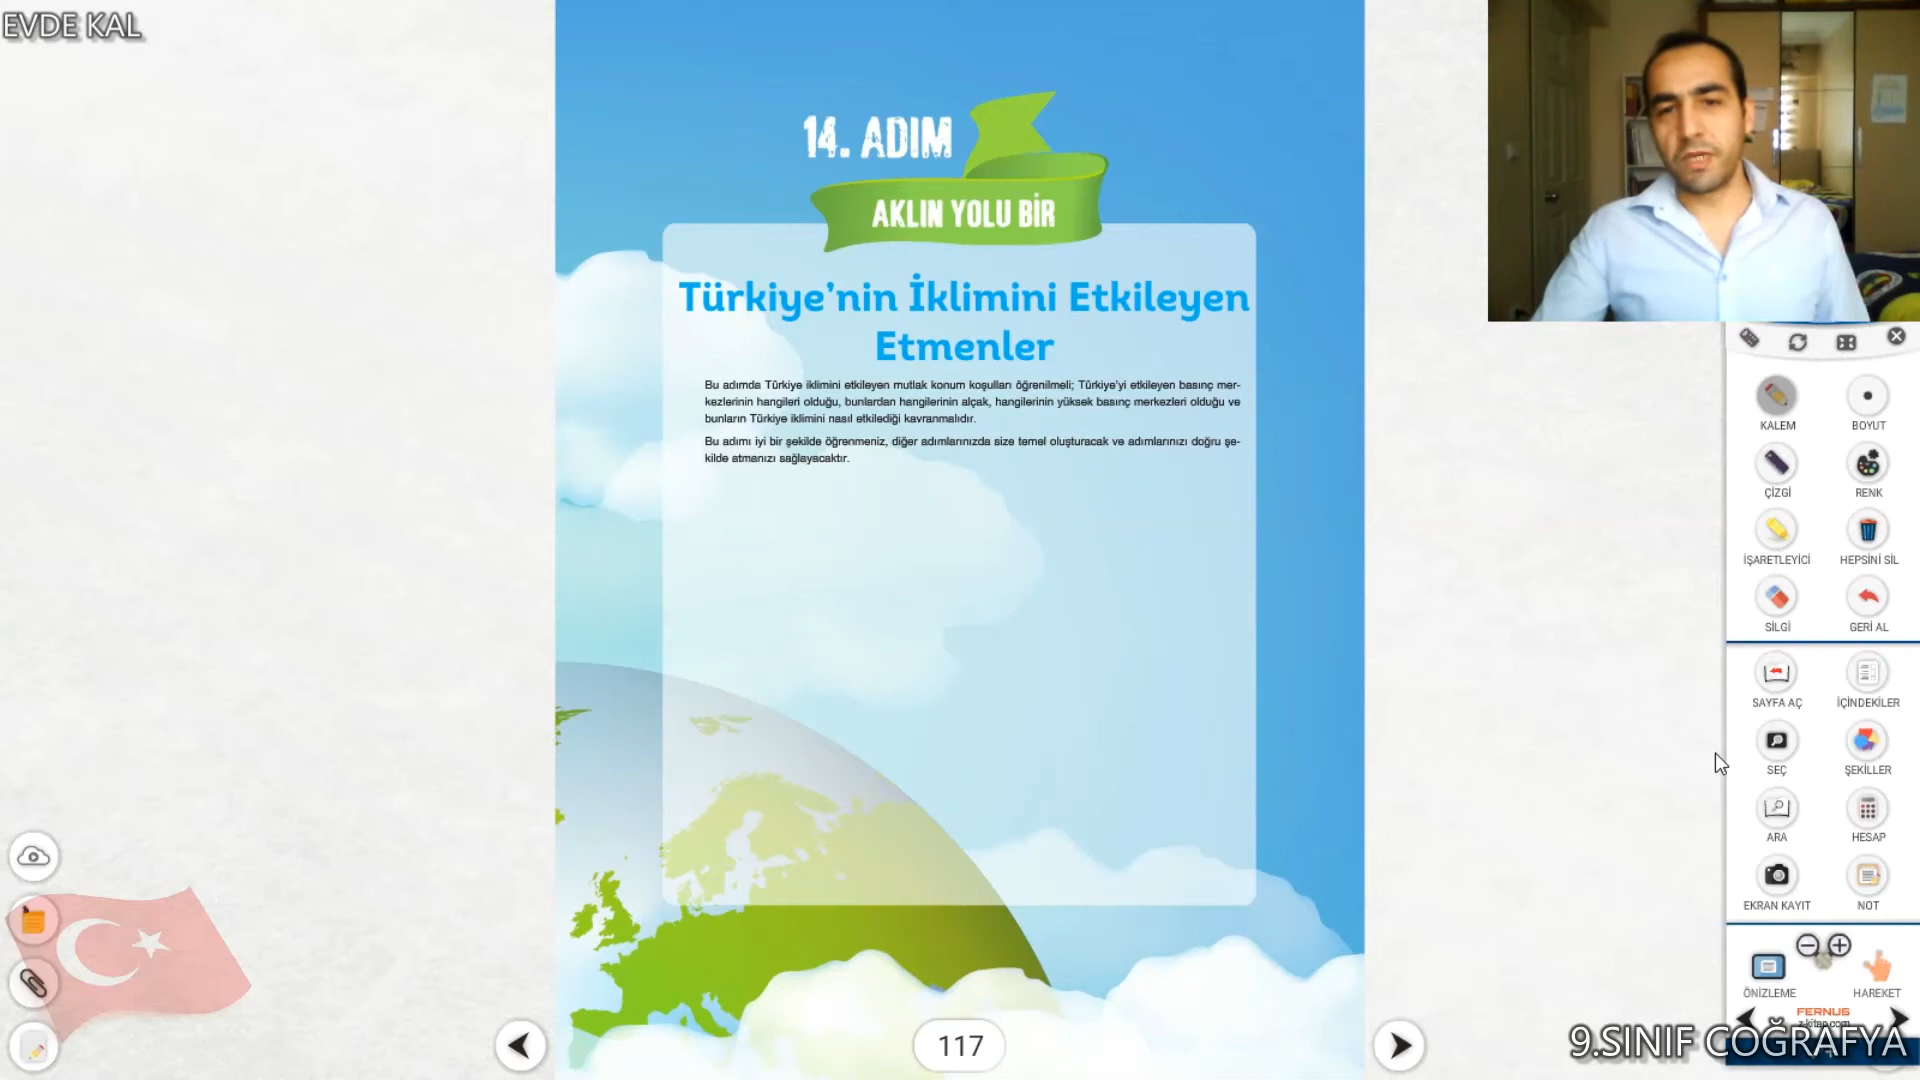 EVDE KAL
14. ADIM
AKLIN YOLU BİR
Türkiye'nin İklimini Etkileyen
Etmenler
Bu adımda Türkiye iklimini etkileyen mutlak konum koşulları öğrenilmeli; Türkiye'yi etkileyen basınç mer-
kezlerinin hangileri olduğu, bunlardan hangilerinin alçak, hangilerinin yüksek basınç merkezleri olduğu ve
bunların Türkiye iklimini nasıl etkilediği kavranmalıdır.
Bu adımı iyi bir şekilde öğrenmeniz, diğer adımlarınızda size temel oluşturacak ve adımlarınızı doğru şe-
kilde atmanızı sağlayacaktır.
117
KALEM BOYUT
ÇİZGİ RENK
İŞARETLEYİCİ HEPSİNİ SİL
SİLGİ GERİ AL
SAYFA AÇ İÇİNDEKİLER
SEÇ ŞEKİLLER
ARA HESAP
EKRAN KAYIT NOT
ÖNİZLEME HAREKET
FERNUS
z-kitap.com
9.SINIF COĞRAFYA